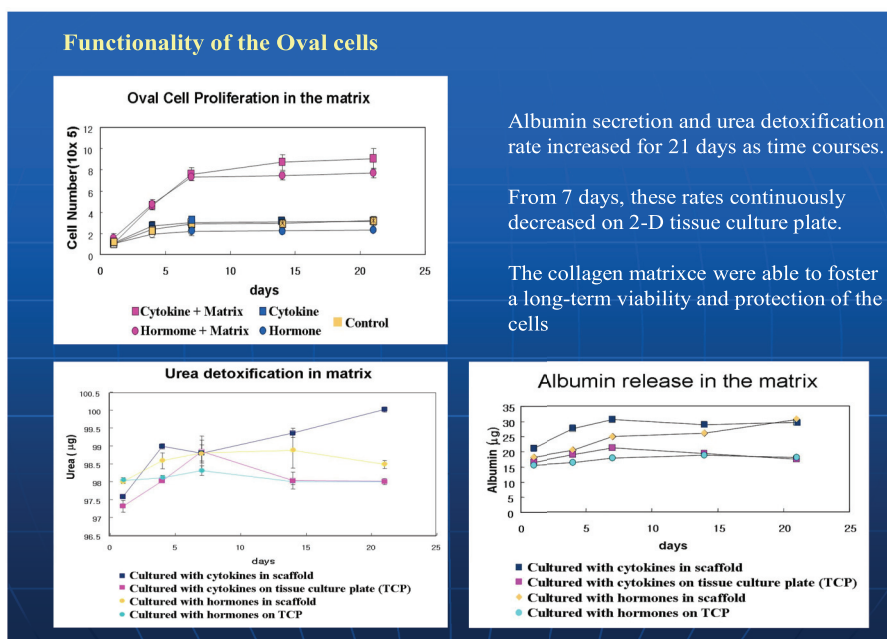 Functionality of the Oval cells
Oval Cell Proliferation in the matrix
Cell Number(10x 5)
12
10
8
6
4
2
0
0 5 10 15 20 25
days
Cytokine + Matrix Cytokine
Hormome + Matrix Hormone
Control
Albumin secretion and urea detoxification
rate increased for 21 days as time courses.
From 7 days, these rates continuously
decreased on 2-D tissue culture plate.
The collagen matrixce were able to foster
a long-term viability and protection of the
cells
Urea detoxification in matrix
Urea ( μg)
100.5
100
99.5
99
98.5
98
97.5
97
96.5
0 5 10 15 20
days
Cultured with cytokines in scaffold
Cultured with cytokines on tissue culture plate (TCP)
Cultured with hormones in scaffold
Cultured with hormones on TCP
Albumin release in the matrix
Albumin (μg)
35
30
25
20
15
10
5
0
0 5 10 15 20
days
Cultured with cytokines in scaffold
Cultured with cytokines on tissue culture plate (TCP)
Cultured with hormones in scaffold
Cultured with hormones on TCP